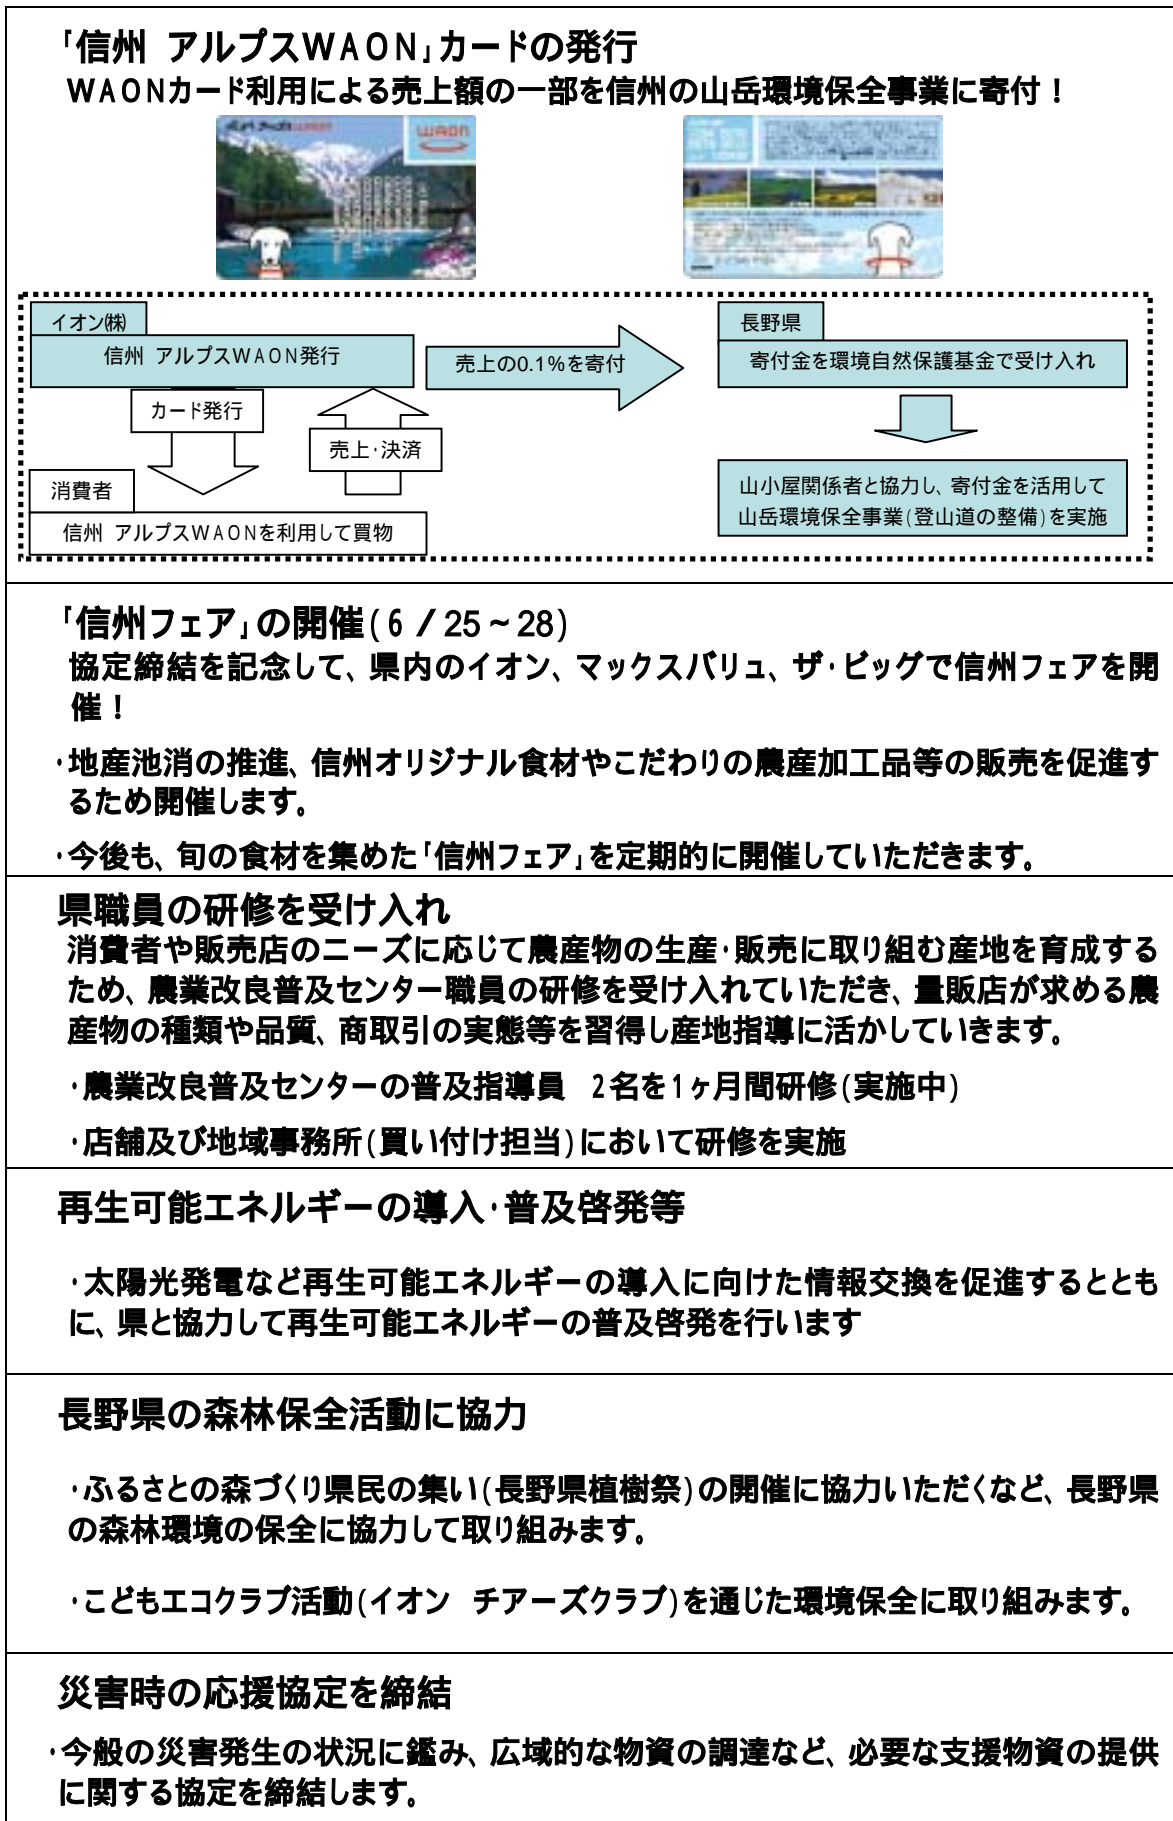 「信州 アルプスWAON」カードの発行
WAONカード利用による売上額の一部を信州の山岳環境保全事業に寄付！
WAON
イオン㈱
信州 アルプスWAON発行
売上の0.1%を寄付
長野県
寄付金を環境自然保護基金で受け入れ
カード発行
売上・決済
消費者
信州 アルプスWAONを利用して買物
山小屋関係者と協力し、寄付金を活用して
山岳環境保全事業(登山道の整備)を実施
「信州フェア」の開催(6／25～28)
協定締結を記念して、県内のイオン、マックスバリュ、ザ・ビッグで信州フェアを開
催！
・地産池消の推進、信州オリジナル食材やこだわりの農産加工品等の販売を促進す
るため開催します。
・今後も、旬の食材を集めた「信州フェア」を定期的に開催していただきます。
県職員の研修を受け入れ
消費者や販売店のニーズに応じて農産物の生産・販売に取り組む産地を育成する
ため、農業改良普及センター職員の研修を受け入れていただき、量販店が求める農
産物の種類や品質、商取引の実態等を習得し産地指導に活かしていきます。
・農業改良普及センターの普及指導員 2名を1ヶ月間研修(実施中)
・店舗及び地域事務所(買い付け担当)において研修を実施
再生可能エネルギーの導入・普及啓発等
・太陽光発電など再生可能エネルギーの導入に向けた情報交換を促進するととも
に、県と協力して再生可能エネルギーの普及啓発を行います
長野県の森林保全活動に協力
・ふるさとの森づくり県民の集い(長野県植樹祭)の開催に協力いただくなど、長野県
の森林環境の保全に協力して取り組みます。
・こどもエコクラブ活動(イオン チアーズクラブ)を通じた環境保全に取り組みます。
災害時の応援協定を締結
・今般の災害発生の状況に鑑み、広域的な物資の調達など、必要な支援物資の提供
に関する協定を締結します。